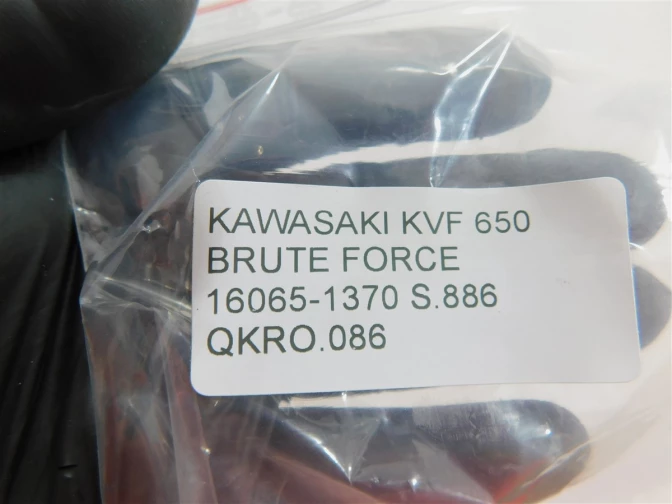 KAWASAKI KVF 650
BRUTE FORCE
16065-1370 S.886
QKRO.086